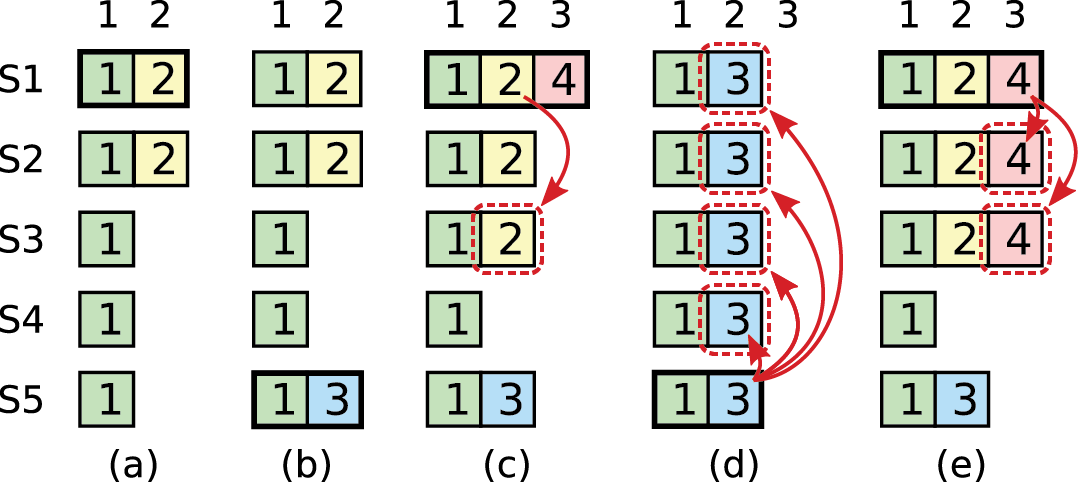 1 2 1 2 1 2 3 1 2 3 1 2 3
S1 1 2 1 2 1 2 4 1 3 1 2 4
S2 1 2 1 2 1 2 1 3 1 2 4
S3 1 1 1 2 1 3 1 2 4
S4 1 1 1 1 3 1
S5 1 1 3 1 3 1 3 1 3
(a) (b) (c) (d) (e)